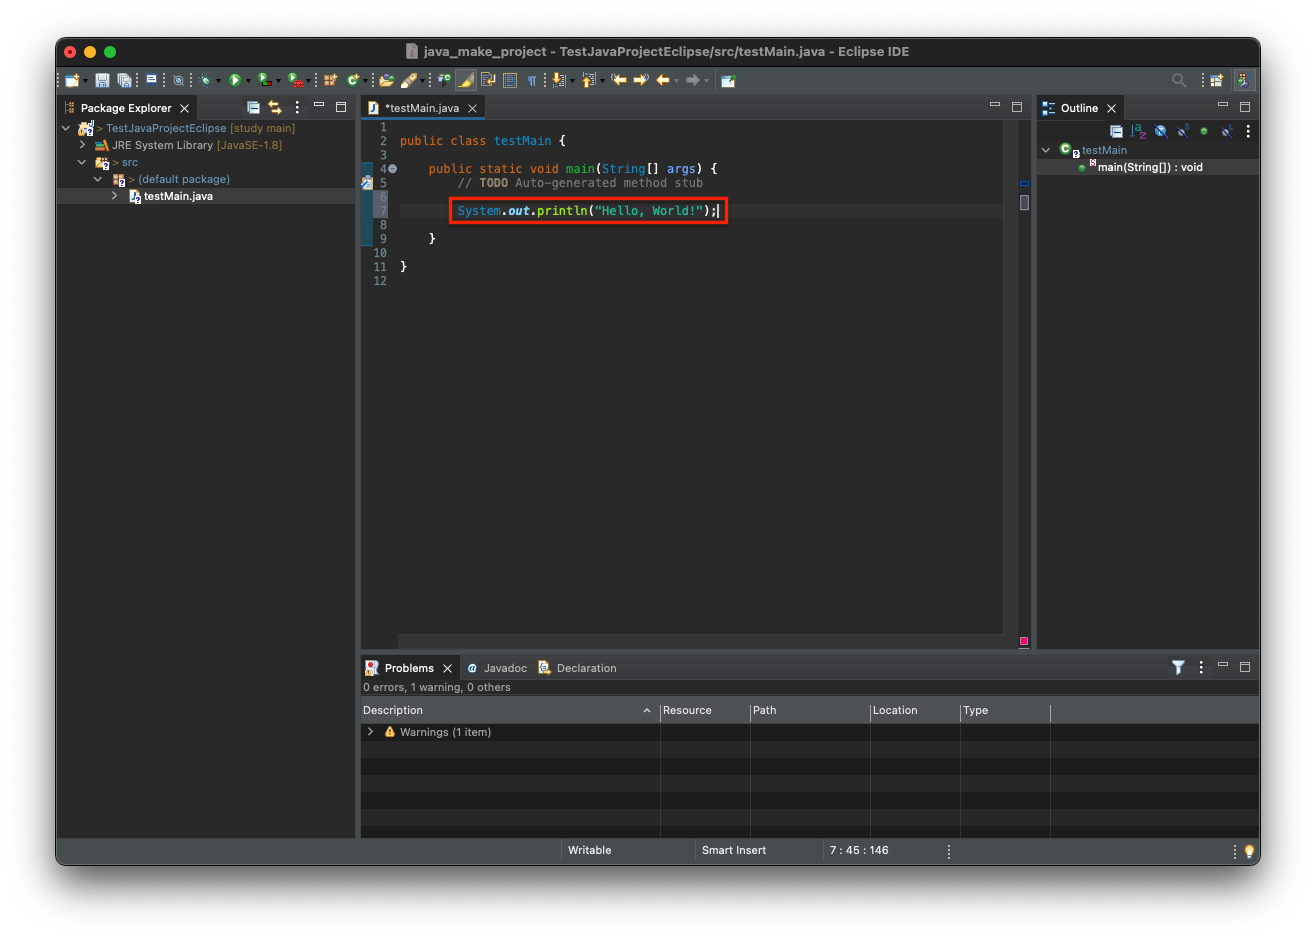 java_make_project - TestJavaProjectEclipse/src/testMain.java - Eclipse IDE
Package Explorer
> TestJavaProjectEclipse [study main]
JRE System Library [JavaSE-1.8]
> src
> (default package)
testMain.java
*testMain.java
1
2 public class testMain {
3
4 public static void main(String[] args) {
5 // TODO Auto-generated method stub
6
7 System.out.println("Hello, World!");
8
9 }
10
11 }
12
Outline
testMain
main(String[]) : void
Problems Javadoc Declaration
0 errors, 1 warning, 0 others
Description Resource Path Location Type
Warnings (1 item)
Writable Smart Insert 7 : 45 : 146